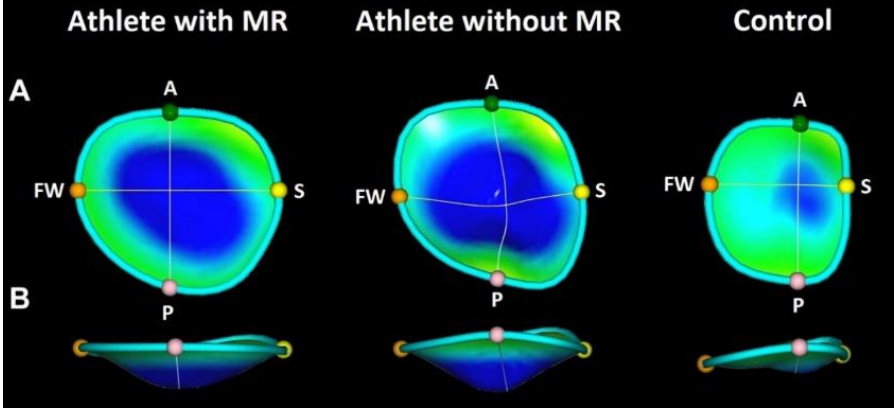 Athlete with MR Athlete without MR Control
A
A A A
FW S FW S FW S
P P P
B